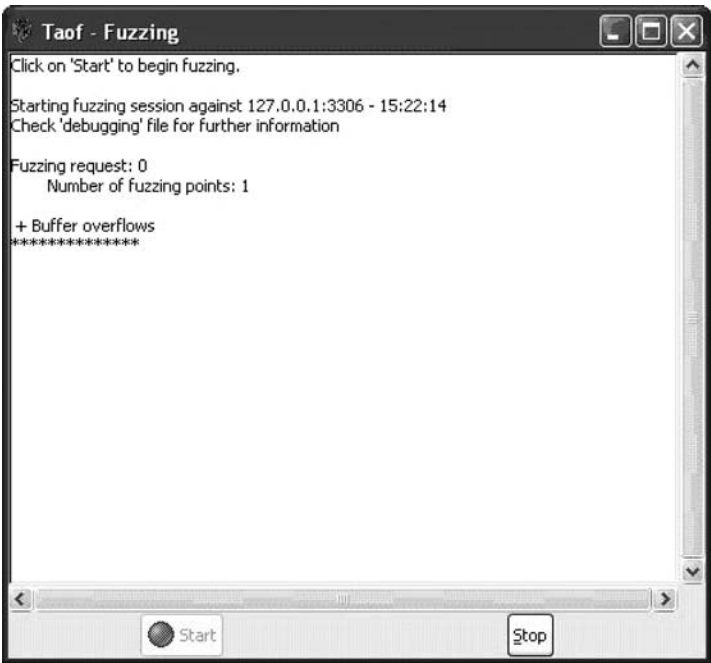 Taof - Fuzzing
Click on 'Start' to begin fuzzing.
Starting fuzzing session against 127.0.0.1:3306 - 15:22:14
Check 'debugging' file for further information
Fuzzing request: 0
Number of fuzzing points: 1
+ Buffer overflows
**************
Start
Stop